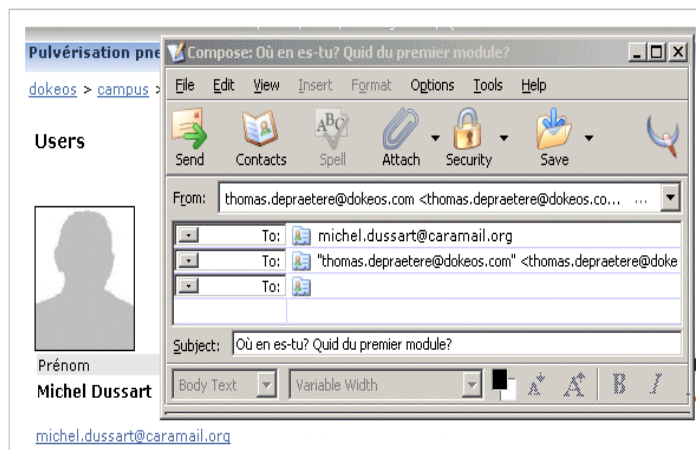 Pulvérisation pne
Compose: Où en es-tu? Quid du premier module?
File Edit View Insert Format Options Tools Help
dokeos > campus >
Users
Send Contacts Spell Attach Security Save
From: thomas.depraetere@dokeos.com <thomas.depraetere@dokeos.co... ...
To: michel.dussart@caramail.org
To: "thomas.depraetere@dokeos.com" <thomas.depraetere@doke
To:
Subject: Où en es-tu? Quid du premier module?
Prénom
Body Text Variable Width B I
Michel Dussart
michel.dussart@caramail.org